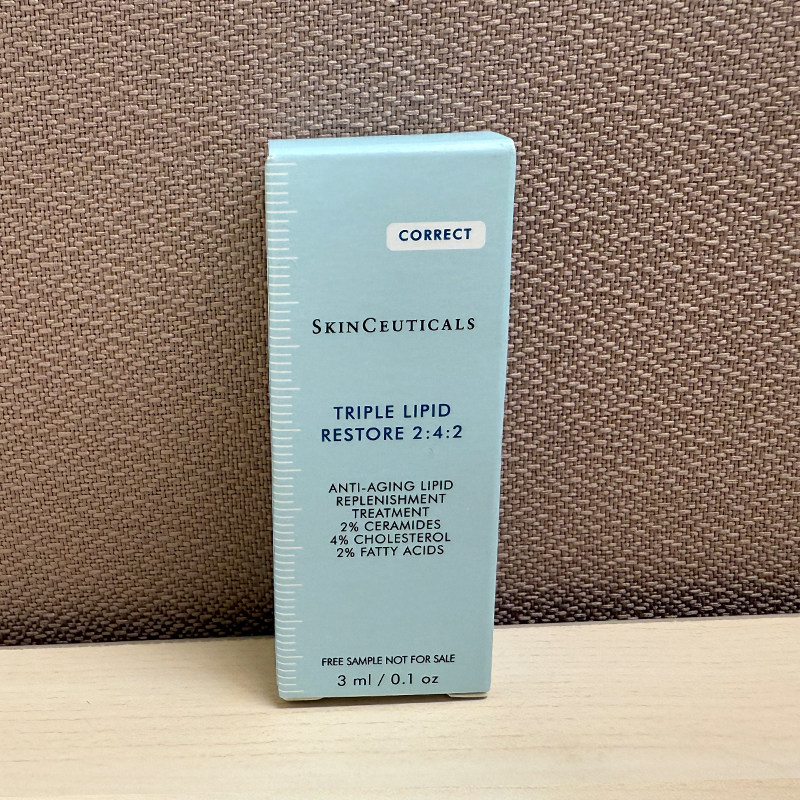 CORRECT
SKINCEUTICALS
TRIPLE LIPID
RESTORE 2:4:2
ANTI-AGING LIPID
REPLENISHMENT
TREATMENT
2% CERAMIDES
4% CHOLESTEROL
2% FATTY ACIDS
FREE SAMPLE NOT FOR SALE
3 ml / 0.1 oz